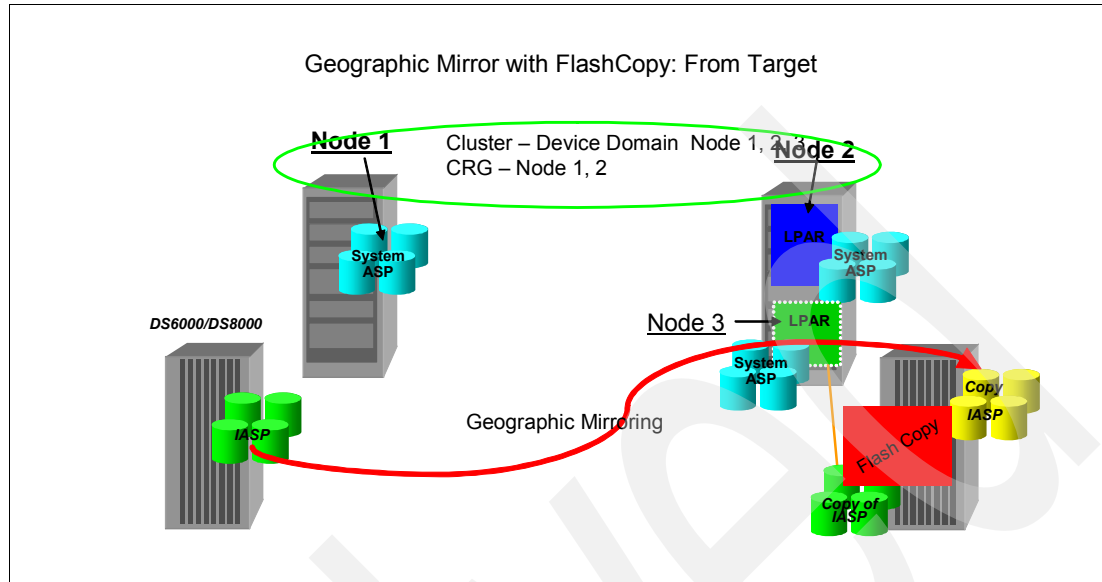 Geographic Mirror with FlashCopy: From Target
Node 1
Cluster – Device Domain Node 1, 2, 3
CRG – Node 1, 2
Node 2
LPAR
System
ASP
System
ASP
DS6000/DS8000
Node 3
LPAR
System
ASP
Copy
IASP
IASP
Geographic Mirroring
Flash Copy
Copy of
IASP